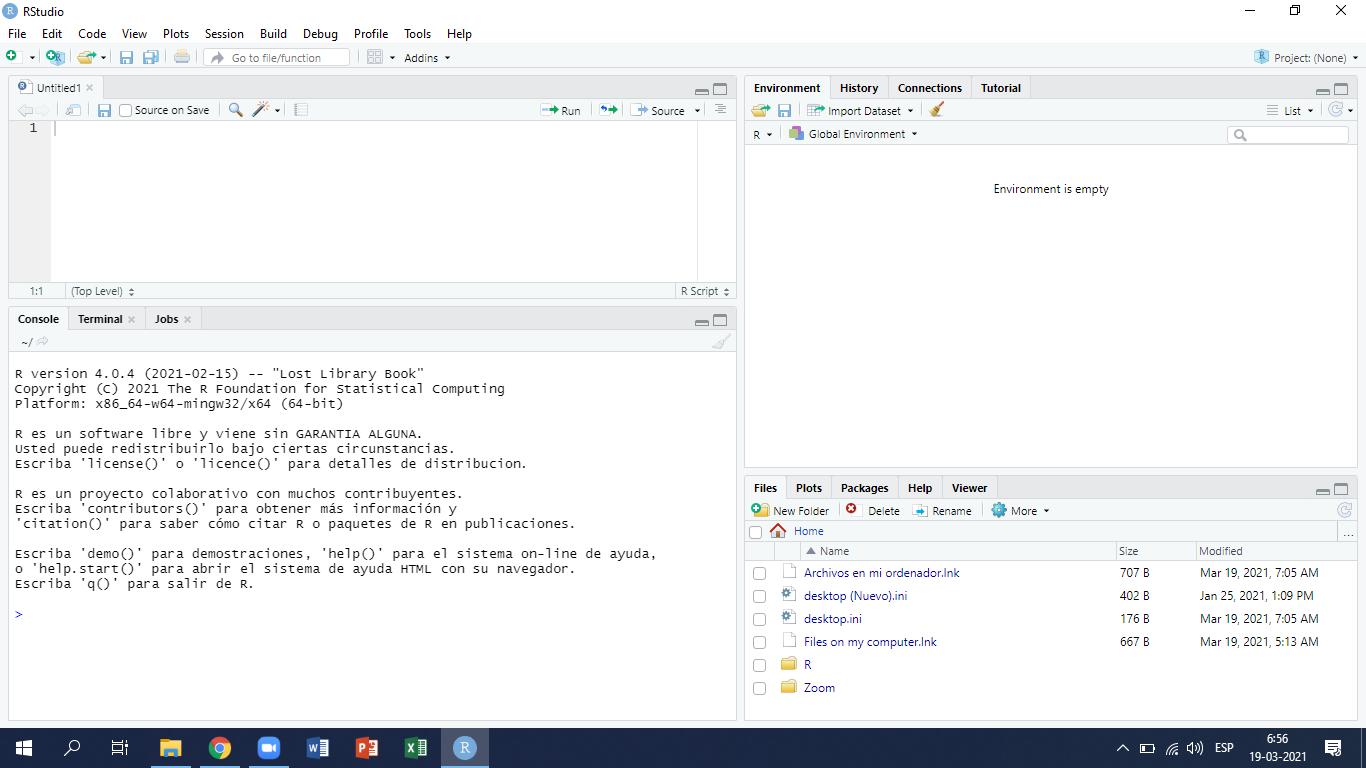 RStudio
File Edit Code View Plots Session Build Debug Profile Tools Help
Go to file/function Addins Project: (None)
Untitled1
Source on Save Run Source
1
1:1 (Top Level) R Script
Console Terminal Jobs
~/
R version 4.0.4 (2021-02-15) -- "Lost Library Book"
Copyright (C) 2021 The R Foundation for Statistical Computing
Platform: x86_64-w64-mingw32/x64 (64-bit)
R es un software libre y viene sin GARANTIA ALGUNA.
Usted puede redistribuirlo bajo ciertas circunstancias.
Escriba 'license()' o 'licence()' para detalles de distribucion.
R es un proyecto colaborativo con muchos contribuyentes.
Escriba 'contributors()' para obtener más información y
'citation()' para saber cómo citar R o paquetes de R en publicaciones.
Escriba 'demo()' para demostraciones, 'help()' para el sistema on-line de ayuda,
o 'help.start()' para abrir el sistema de ayuda HTML con su navegador.
Escriba 'q()' para salir de R.
>
Environment History Connections Tutorial
Import Dataset List
R Global Environment
Environment is empty
Files Plots Packages Help Viewer
New Folder Delete Rename More
Home ...
Name Size Modified
Archivos en mi ordenador.lnk 707 B Mar 19, 2021, 7:05 AM
desktop (Nuevo).ini 402 B Jan 25, 2021, 1:09 PM
desktop.ini 176 B Mar 19, 2021, 7:05 AM
Files on my computer.lnk 667 B Mar 19, 2021, 5:13 AM
R
Zoom
ESP 6:56
19-03-2021